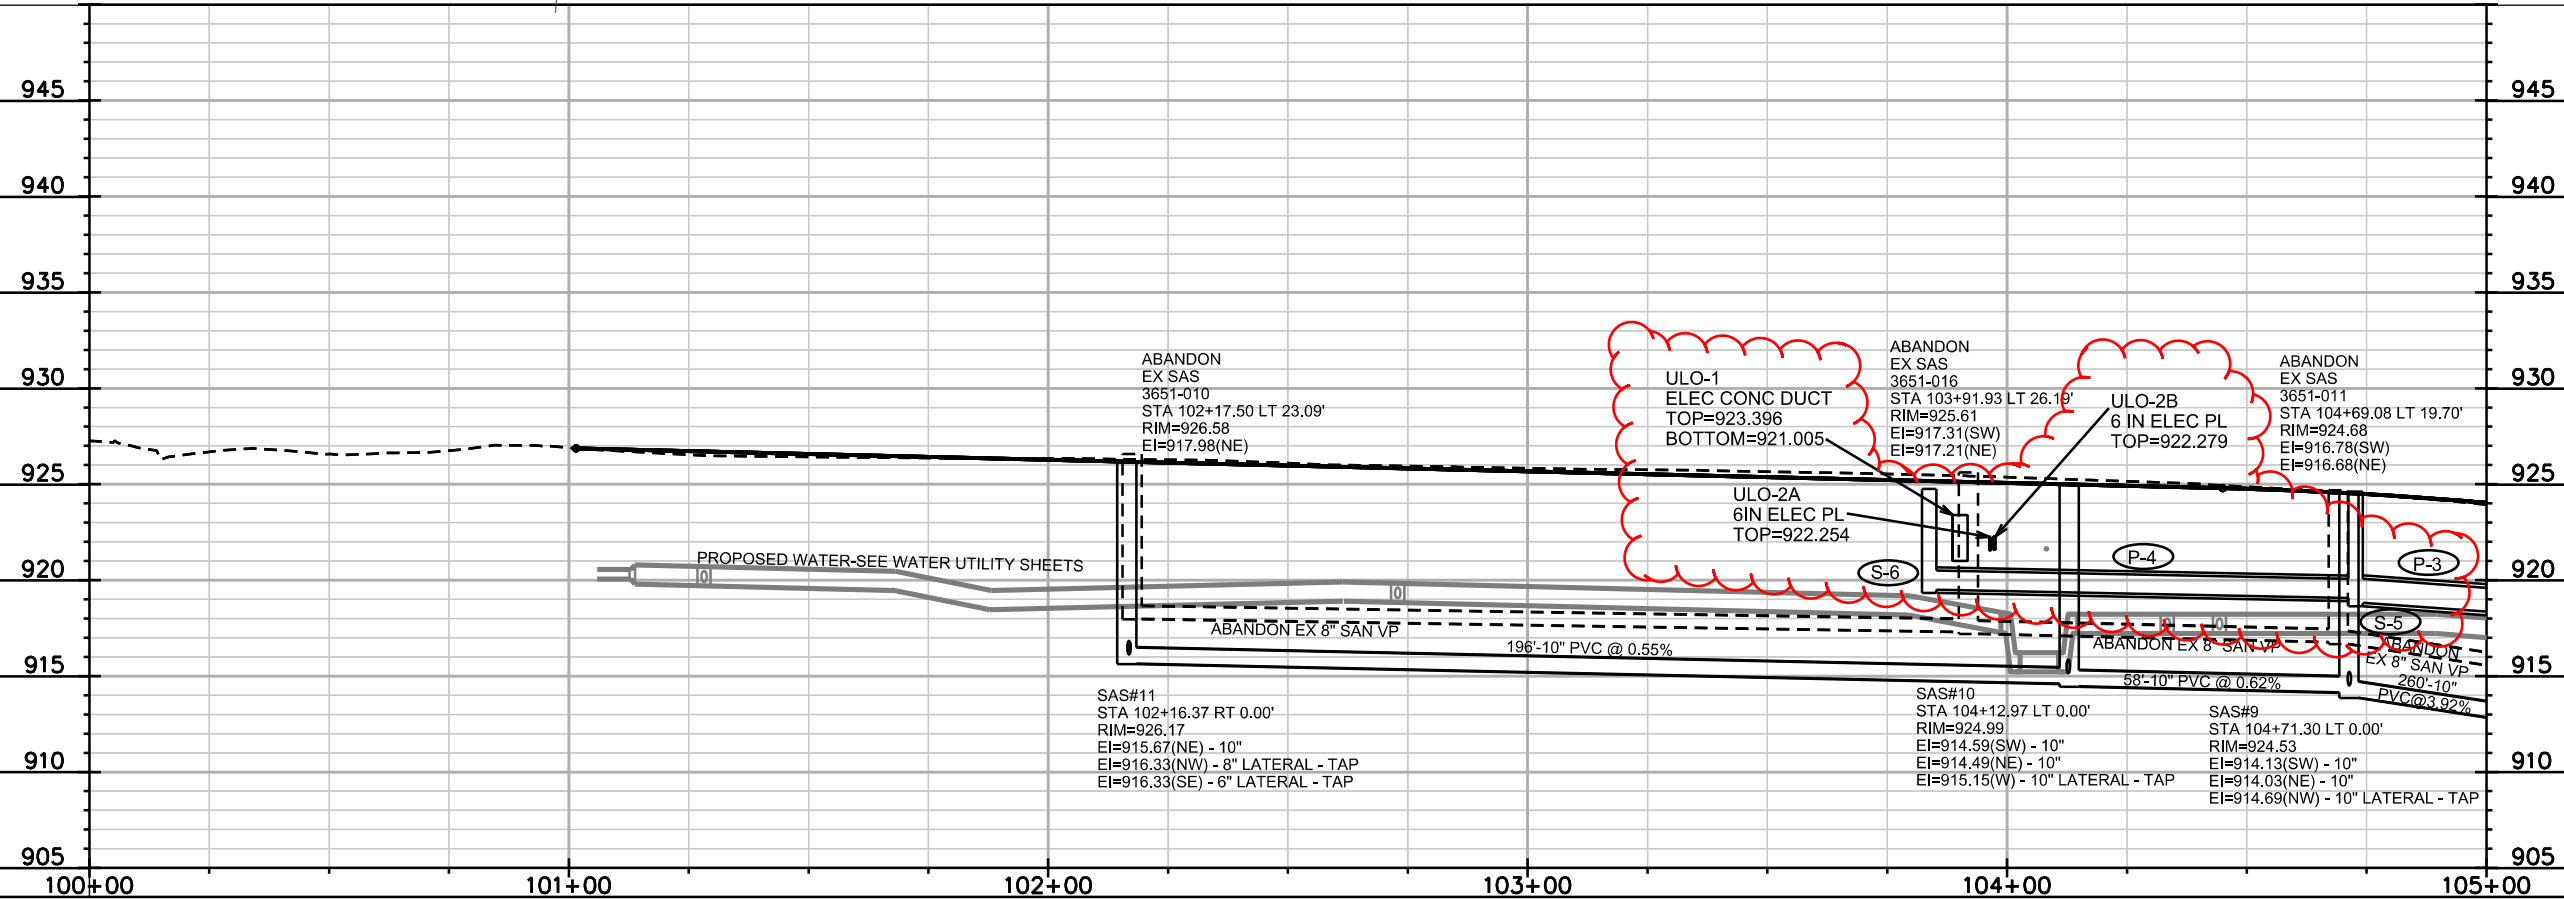 945
945
940
940
935
935
930
930
925
925
920
920
915
915
910
910
905
905
100+00
101+00
102+00
103+00
104+00
105+00
ABANDON
EX SAS
3651-010
STA 102+17.50 LT 23.09'
RIM=926.58
EI=917.98(NE)
ULO-1
ELEC CONC DUCT
TOP=923.396
BOTTOM=921.005
ABANDON
EX SAS
3651-016
STA 103+91.93 LT 26.19'
RIM=925.61
EI=917.31(SW)
EI=917.21(NE)
ULO-2B
6 IN ELEC PL
TOP=922.279
ABANDON
EX SAS
3651-011
STA 104+69.08 LT 19.70'
RIM=924.68
EI=916.78(SW)
EI=916.68(NE)
ULO-2A
6IN ELEC PL
TOP=922.254
PROPOSED WATER-SEE WATER UTILITY SHEETS
S-6
P-4
P-3
S-5
ABANDON EX 8" SAN VP
196'-10" PVC @ 0.55%
ABANDON EX 8" SAN VP
58'-10" PVC @ 0.62%
ABANDON
EX 8" SAN VP
260'-10"
PVC@3.92%
SAS#11
STA 102+16.37 RT 0.00'
RIM=926.17
EI=915.67(NE) - 10"
EI=916.33(NW) - 8" LATERAL - TAP
EI=916.33(SE) - 6" LATERAL - TAP
SAS#10
STA 104+12.97 LT 0.00'
RIM=924.99
EI=914.59(SW) - 10"
EI=914.49(NE) - 10"
EI=915.15(W) - 10" LATERAL - TAP
SAS#9
STA 104+71.30 LT 0.00'
RIM=924.53
EI=914.13(SW) - 10"
EI=914.03(NE) - 10"
EI=914.69(NW) - 10" LATERAL - TAP